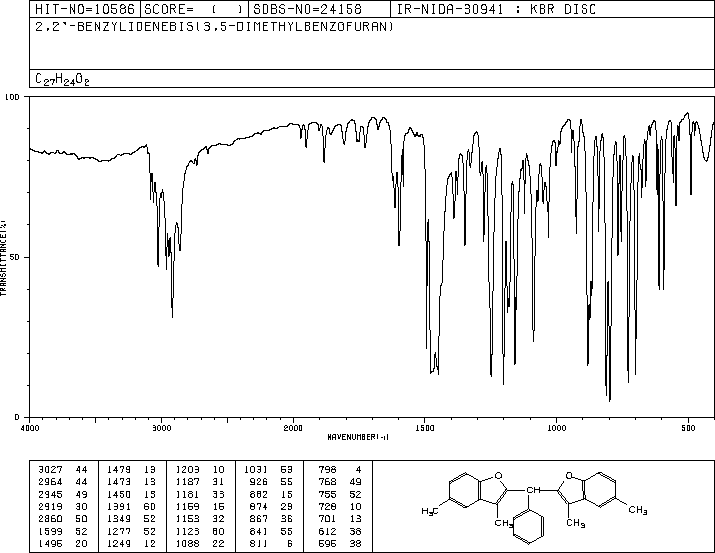 HIT-NO=10586 SCORE= ( ) SDBS-NO=24158 IR-NIDA-30941 : KBR DISC
2,2'-BENZYLIDENEBIS(3,5-DIMETHYLBENZOFURAN)
C27H24O2
100
50
0
TRANSMITTANCE(%)
4000 3000 2000 1500 1000 500
WAVENUMBER(-1)
3027 44 1479 13 1203 10 1031 53 798 4
2964 44 1473 13 1187 31 926 55 768 49
2945 49 1450 13 1181 33 882 15 755 52
2919 30 1391 60 1159 15 874 29 728 10
2860 50 1349 52 1153 32 867 36 701 13
1599 52 1277 52 1123 80 841 55 612 38
1495 20 1249 12 1088 22 811 6 595 38
O O
CH
H3C CH3 CH3 CH3